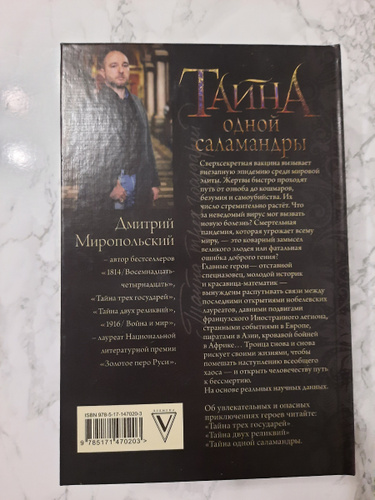 Тайна
одной
саламандры
Сверхсекретная вакцина вызывает
внезапную эпидемию среди мировой
элиты. Жертвы быстро проходят
путь от озноба до кошмаров,
безумия и самоубийства. Их
число стремительно растёт. Что
за неведомый вирус мог вызвать
новую болезнь? Смертельная
пандемия, которая угрожает всему
миру, — это коварный замысел
великого злодея или фатальная
ошибка доброго гения?
Главные герои — отставной
спецназовец, молодой историк
и красавица-математик —
вынуждены распутывать связи между
последними открытиями нобелевских
лауреатов, давними подвигами
французского Иностранного легиона,
странными событиями в Европе,
пиратами в Азии, кровавой бойней
в Африке... Троица снова и снова
рискует своими жизнями, чтобы
помешать наступлению всеобщего
хаоса — и открыть человечеству путь
к бессмертию.
На основе реальных научных данных.
Об увлекательных и опасных
приключениях героев читайте:
«Тайна трех государей»
«Тайна двух реликвий»
«Тайна одной саламандры»
Дмитрий
Миропольский
– автор бестселлеров
«1814/Восемнадцать-
четырнадцать»,
«Тайна трех государей»,
«Тайна двух реликвий»,
«1916/Война и мир»,
– лауреат Национальной
литературной премии
«Золотое перо Руси».
ISBN 978-5-17-147020-3
9 785171 470203